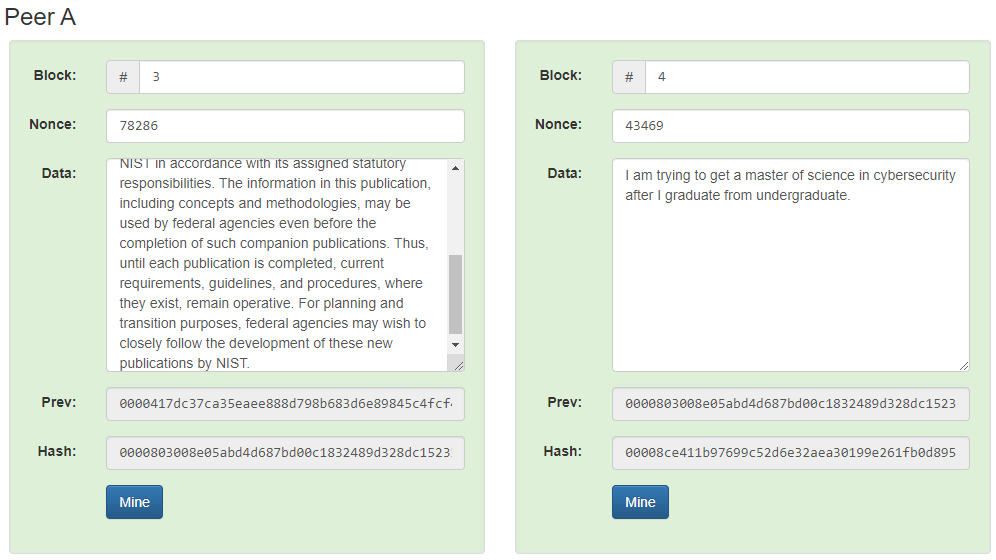 Peer A
Block:
#
3
Nonce:
78286
Data:
NIST in accordance with its assigned statutory
responsibilities. The information in this publication,
including concepts and methodologies, may be
used by federal agencies even before the
completion of such companion publications. Thus,
until each publication is completed, current
requirements, guidelines, and procedures, where
they exist, remain operative. For planning and
transition purposes, federal agencies may wish to
closely follow the development of these new
publications by NIST.
Prev:
0000417dc37ca35eaee888d798b683d6e89845c4fcf
Hash:
0000803008e05abd4d687bd00c1832489d328dc1523
Mine
Block:
#
4
Nonce:
43469
Data:
I am trying to get a master of science in cybersecurity
after I graduate from undergraduate.
Prev:
0000803008e05abd4d687bd00c1832489d328dc1523
Hash:
00008ce411b97699c52d6e32aea30199e261fb0d895
Mine